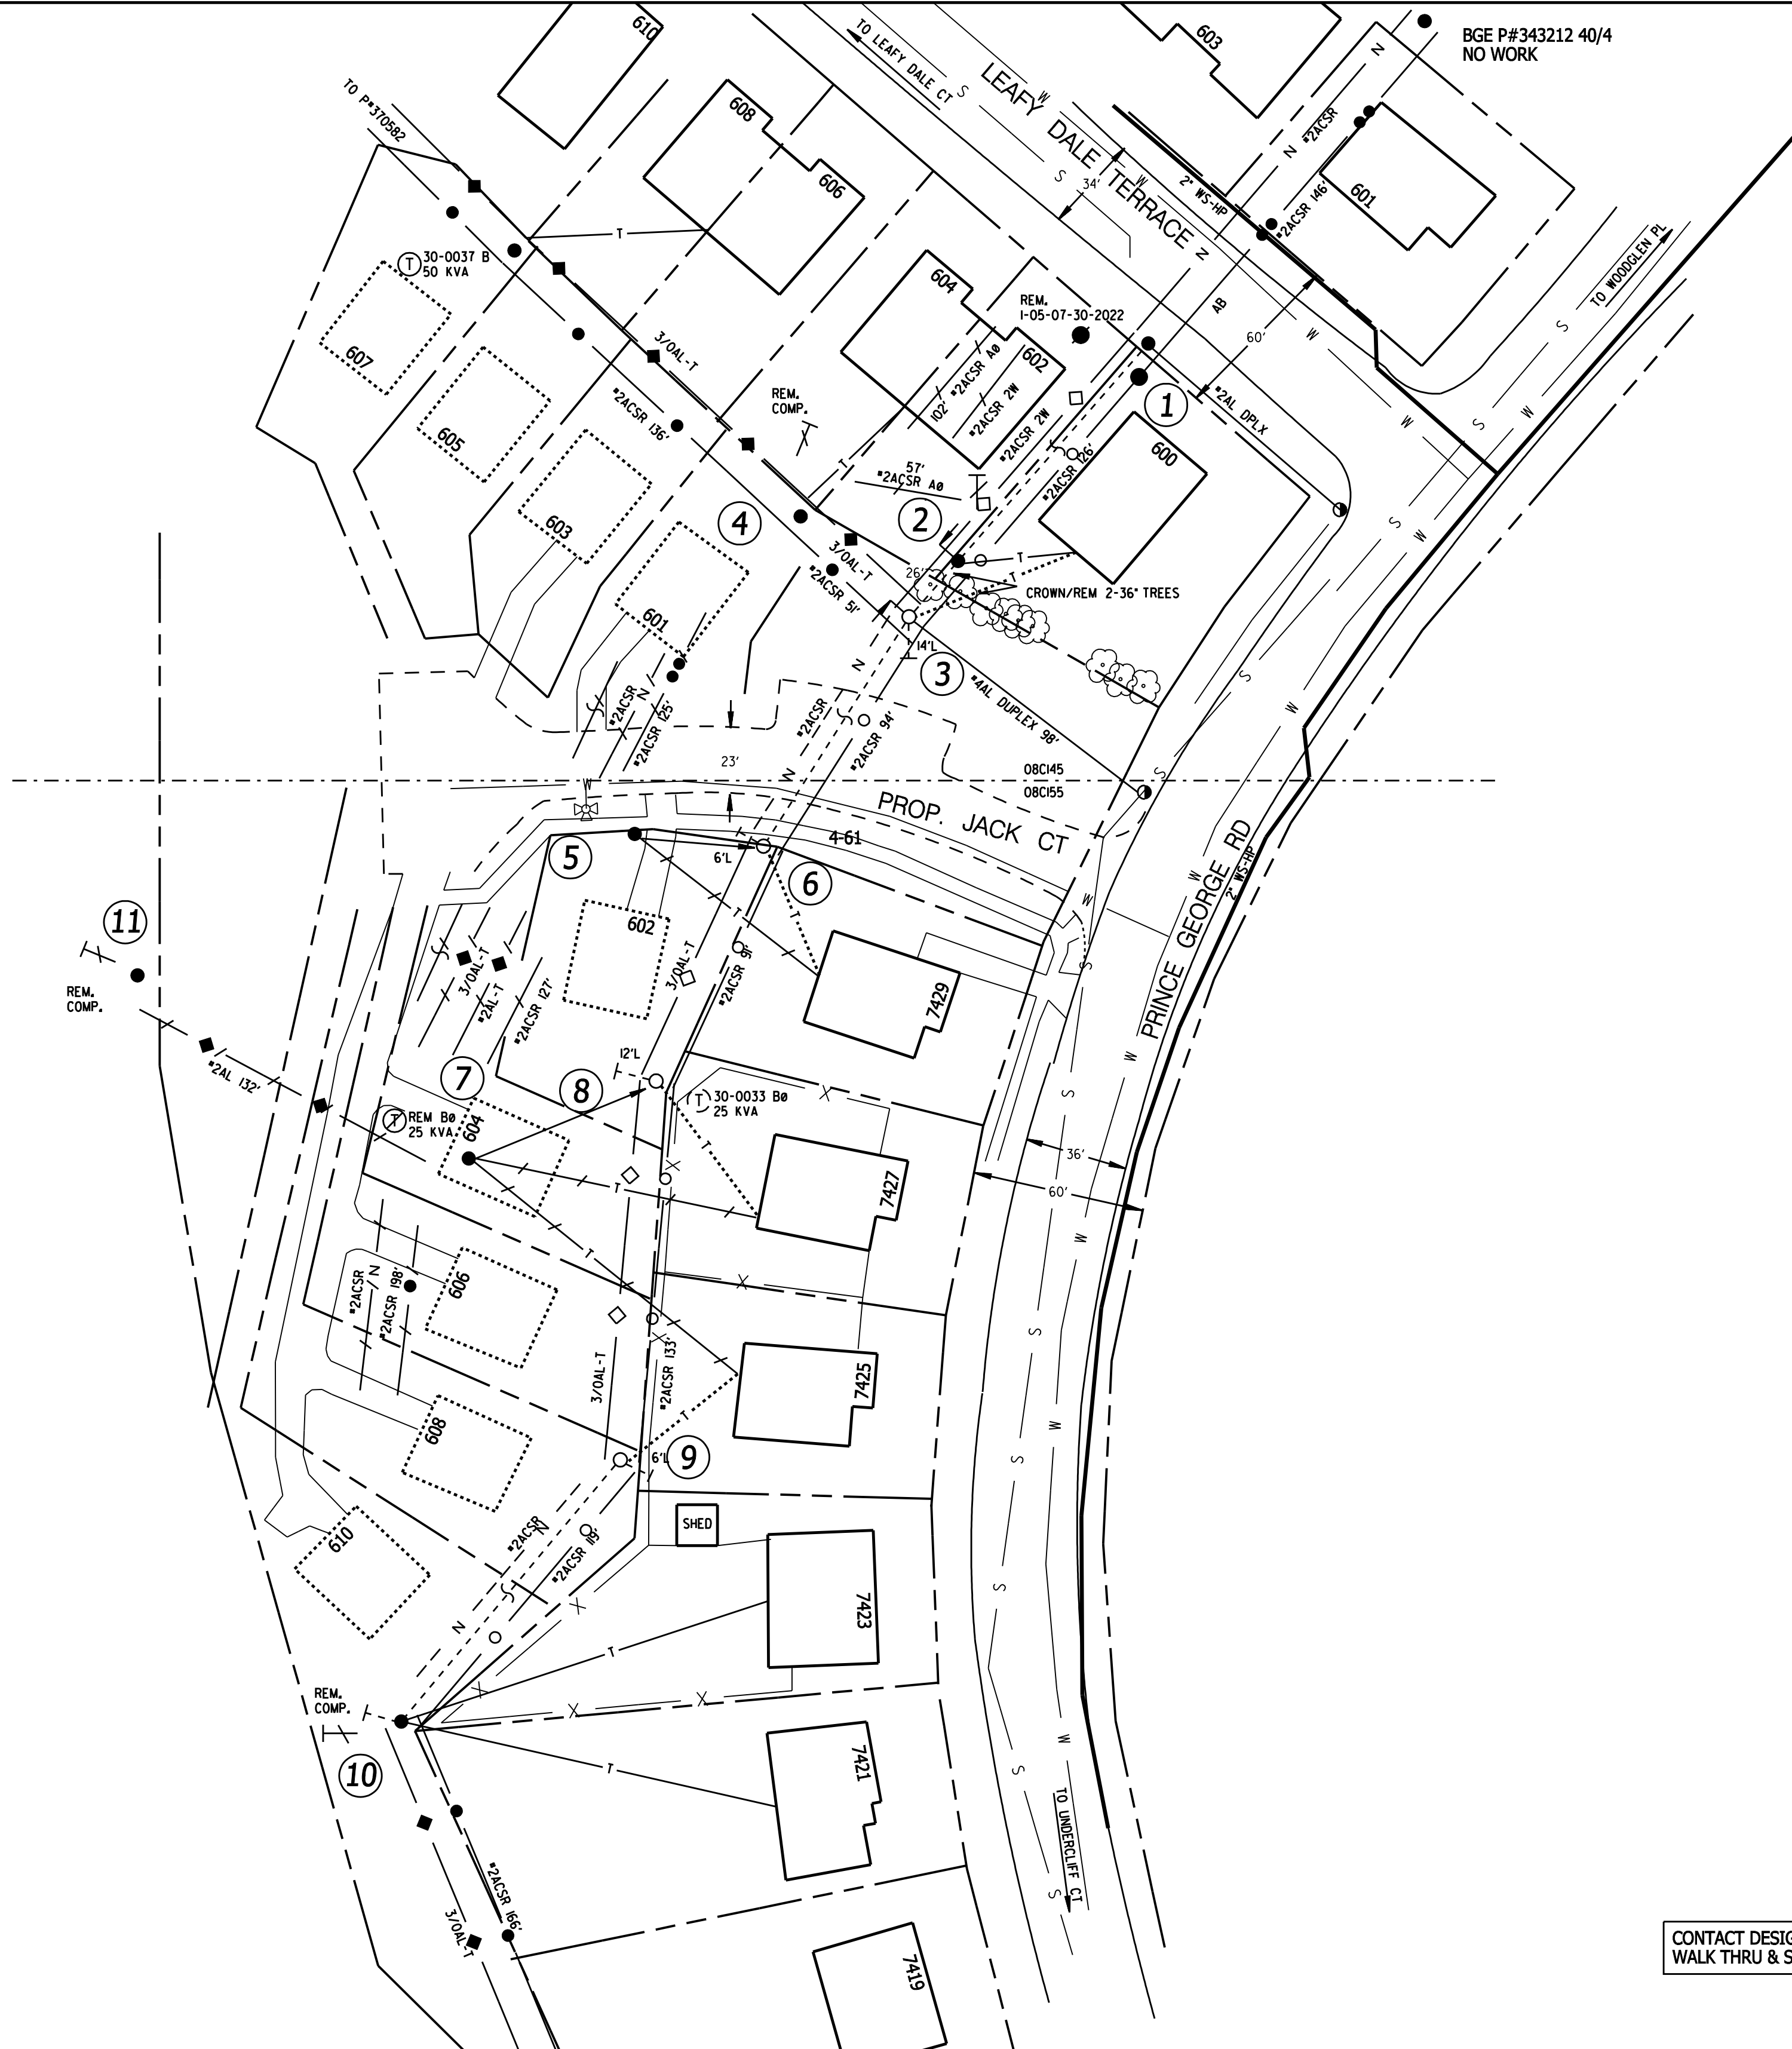 610
603
BGE P#343212 40/4
NO WORK
TO LEAFY DALE CT
S
LEAFY DALE TERRACE
W
N
TO P#370582
608
606
34'
S
W
2" WS-HP
#2ACSR
N
#2ACSR 146'
601
TO WOODGLEN PL
T
T
30-0037 B
50 KVA
604
REM.
1-05-07-30-2022
602
N
AB
60'
W
S
607
3/0AL-T
605
#2ACSR 136'
REM.
COMP.
102' #2ACSR AØ
#2ACSR 2W
#2ACSR 2W
1
#2AL DPLX
600
#2ACSR 126'
57'
#2ACSR AØ
T
2
4
603
W
W
S
S
W
3/0AL-T
#2ACSR 51'
26'
T
T
CROWN/REM 2-36" TREES
601
14'L
3
N
#4AL DUPLEX 98'
#2ACSR
N
#2ACSR 125'
#2ACSR
#2ACSR 94'
S
W
23'
N
08C145
08C155
S
W
PROP. JACK CT
4-61
5
6'L
6
T
T
W
W
2" WS-HP
PRINCE GEORGE RD
11
REM.
COMP.
602
3/0AL-T
#2AL-T
#2ACSR 127'
3/0AL-T
#2ACSR 91'
7429
S
W
#2AL 132'
12'L
7
8
T
REM BØ
25 KVA
604
T
30-0033 BØ
25 KVA
X
S
36'
W
60'
T
T
X
7427
T
#2ACSR
N
#2ACSR 198'
606
S
W
X
X
3/0AL-T
#2ACSR 133'
7425
S
W
608
T
6'L
9
S
W
SHED
#2ACSR
N
#2ACSR 119'
610
7423
X
N
T
S
X
X
X
REM.
COMP.
10
T
7421
S
W
TO UNDERCLIFF CT
#2ACSR 166'
3/0AL-T
S
7419
CONTACT DESIG
WALK THRU & S